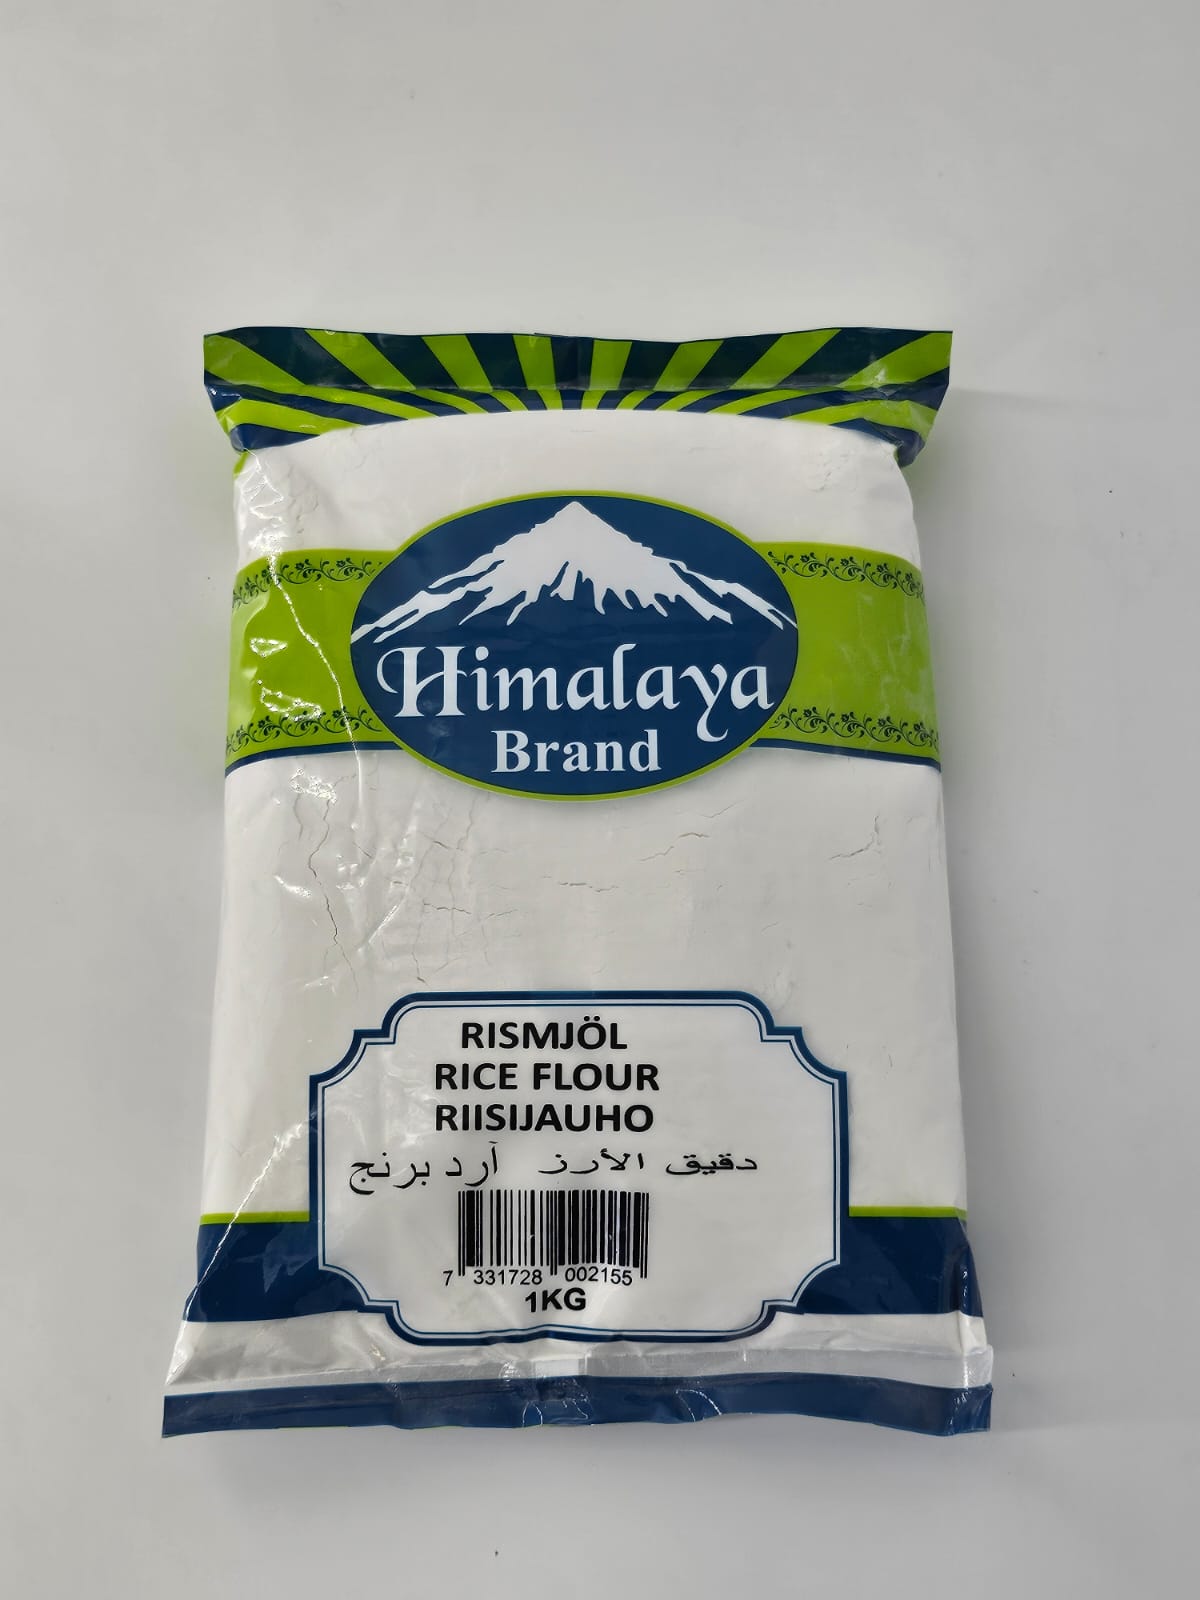 Himalaya
Brand
RISMJÖL
RICE FLOUR
RIISIJAUHO
دقيق الأرز آرد برنج
7 331728 002155
1KG